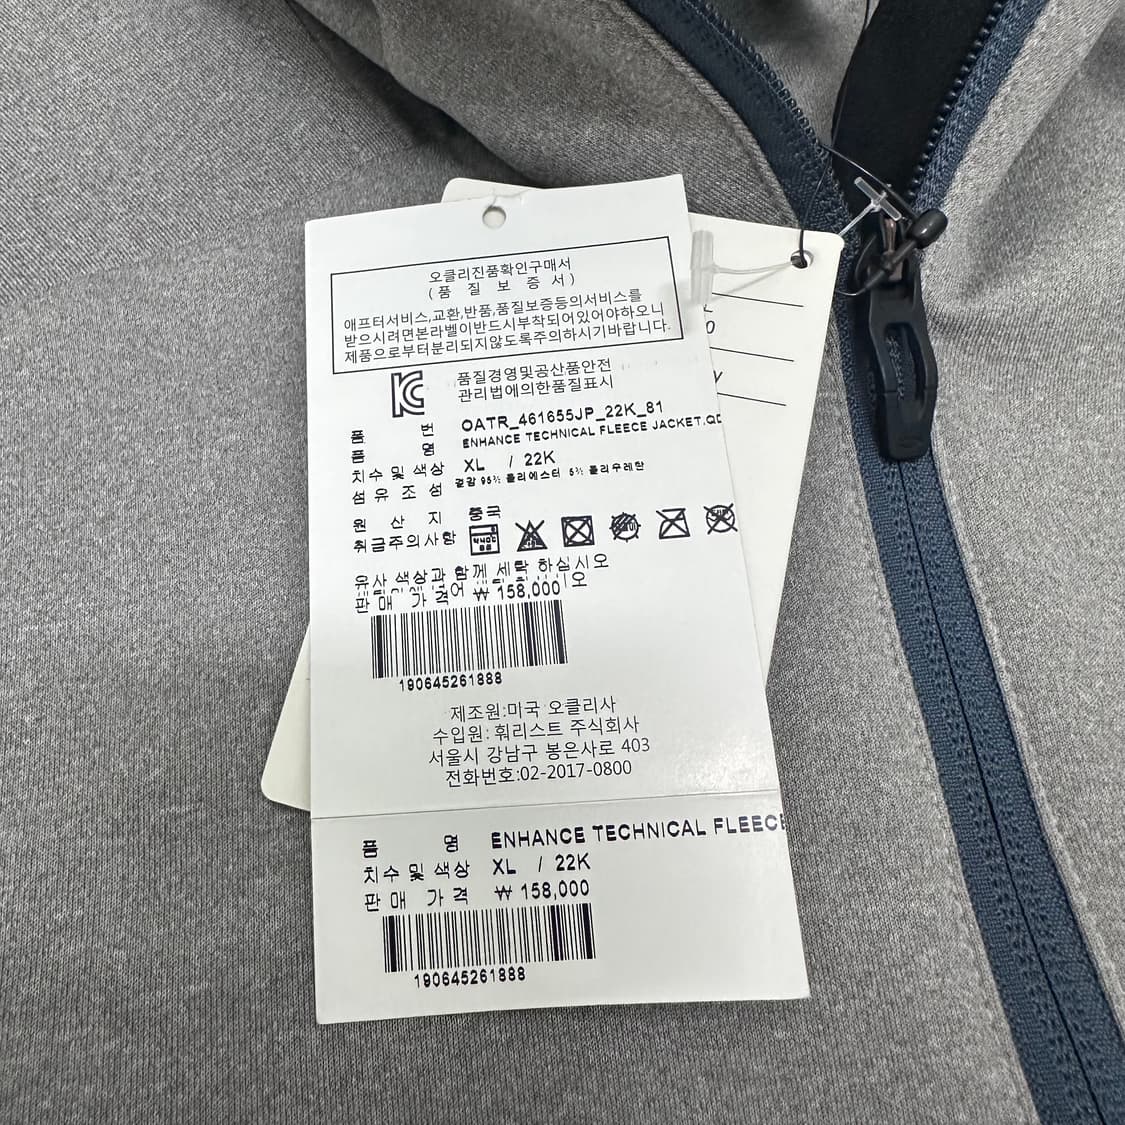 오클리진품확인구매서
(품 질 보 증 서)
애프터서비스,교환,반품,품질보증등의서비스를
받으시려면본라벨이반드시부착되어있어야하오니
제품으로부터분리되지않도록주의하시기바랍니다.
품질경영및공산품안전
관리법에의한품질표시
품 번 OATR_461655JP_22K_81
품 명 ENHANCE TECHNICAL FLEECE JACKET.QD
치수 및 색상 XL / 22K
섬 유 조 성 겉감 95% 폴리에스터 5% 폴리우레탄
원 산 지 중국
취급주의사항
유사 색상과 함께 세탁 하십시오
판 매 가 격 ₩ 158,000
190645261888
제조원:미국 오클리사
수입원: 훠리스트 주식회사
서울시 강남구 봉은사로 403
전화번호:02-2017-0800
품 명 ENHANCE TECHNICAL FLEECE
치수 및 색상 XL / 22K
판 매 가 격 ₩ 158,000
190645261888